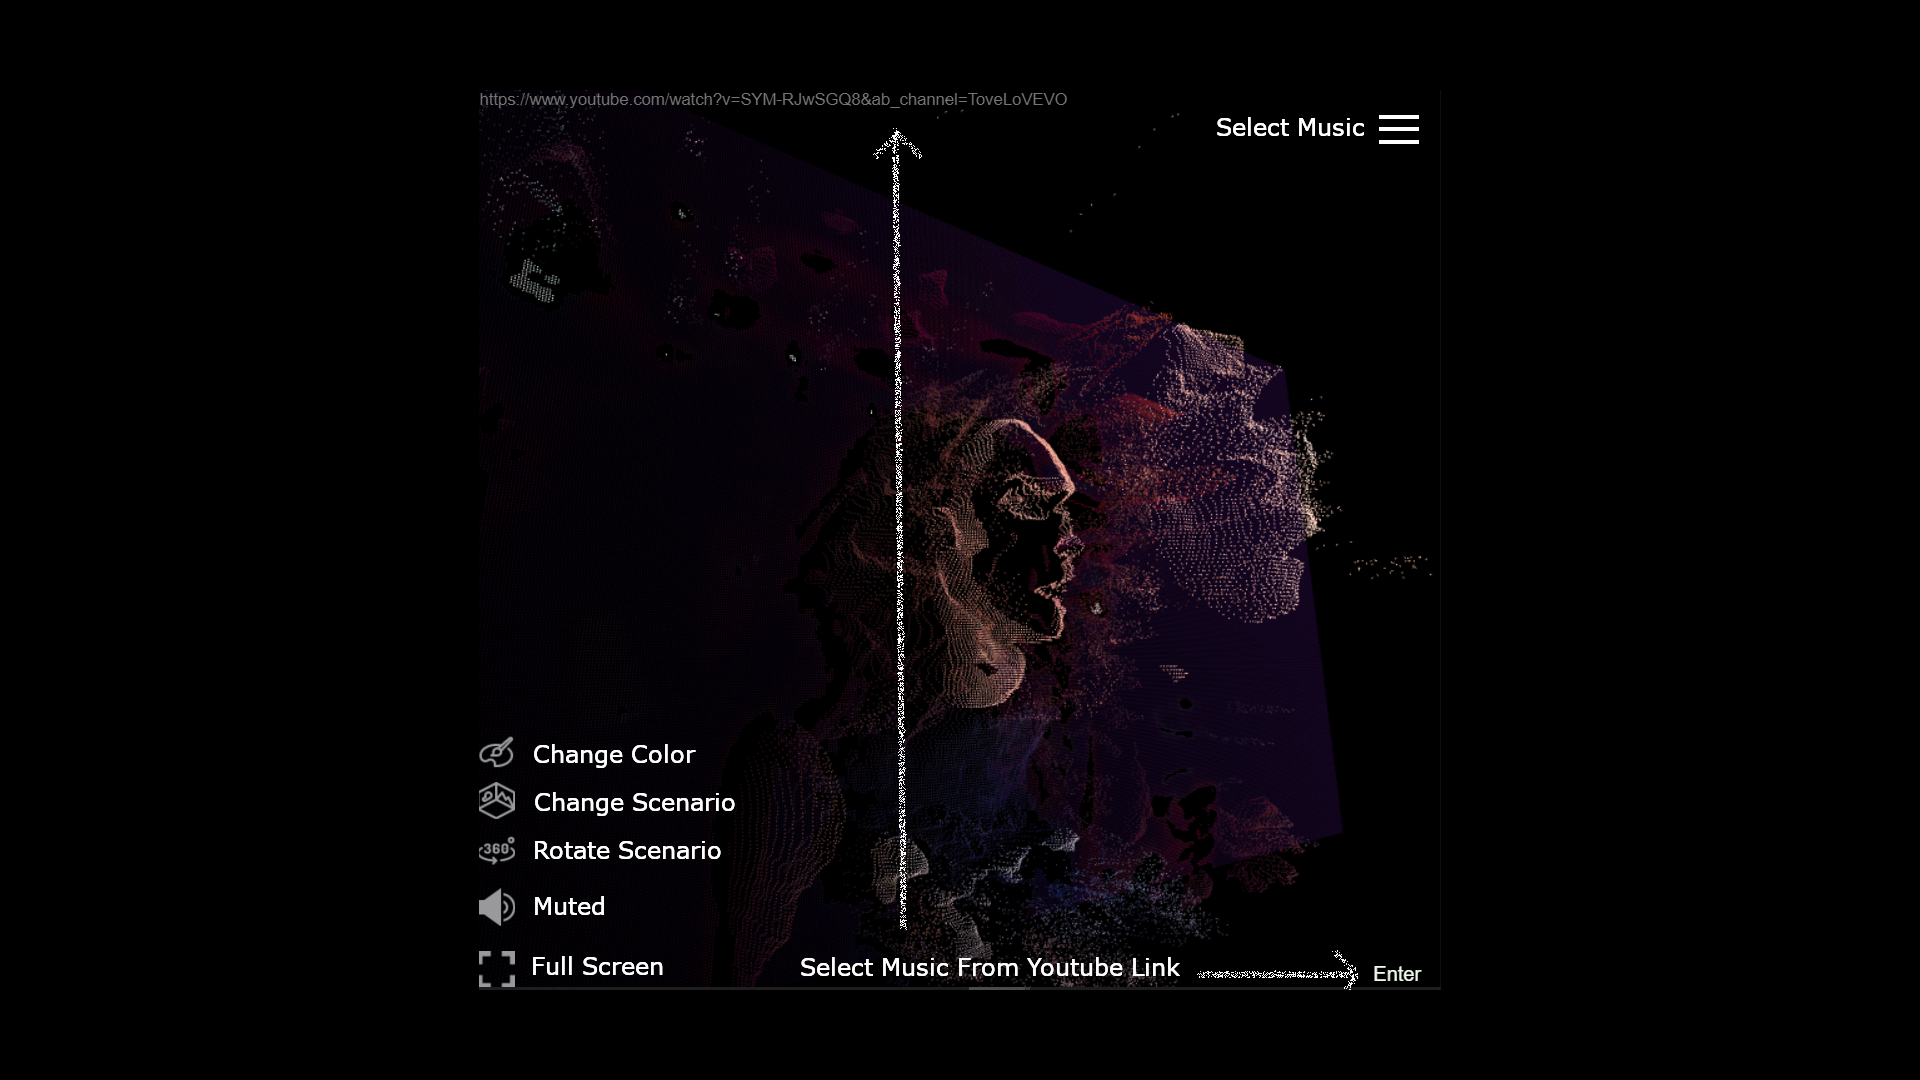 https://www.youtube.com/watch?v=SYM-RJwSGQ8&ab_channel=ToveLoVEVO
Select Music
Change Color
Change Scenario
360°
Rotate Scenario
Muted
Full Screen
Select Music From Youtube Link
Enter